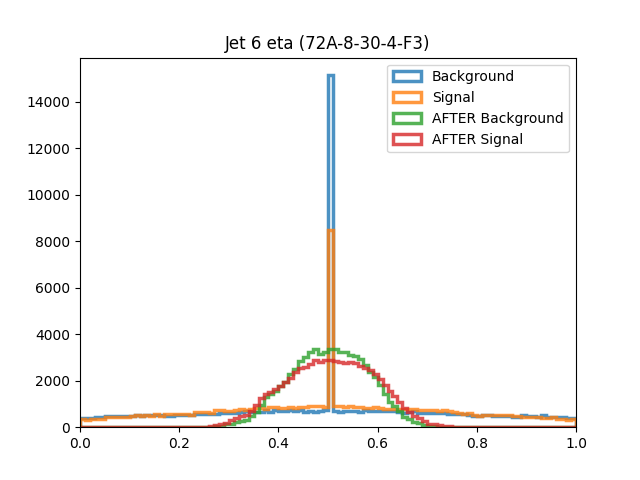 Jet 6 eta (72A-8-30-4-F3)
Background
Signal
AFTER Background
AFTER Signal
14000
12000
10000
8000
6000
4000
2000
0
0.0 0.2 0.4 0.6 0.8 1.0